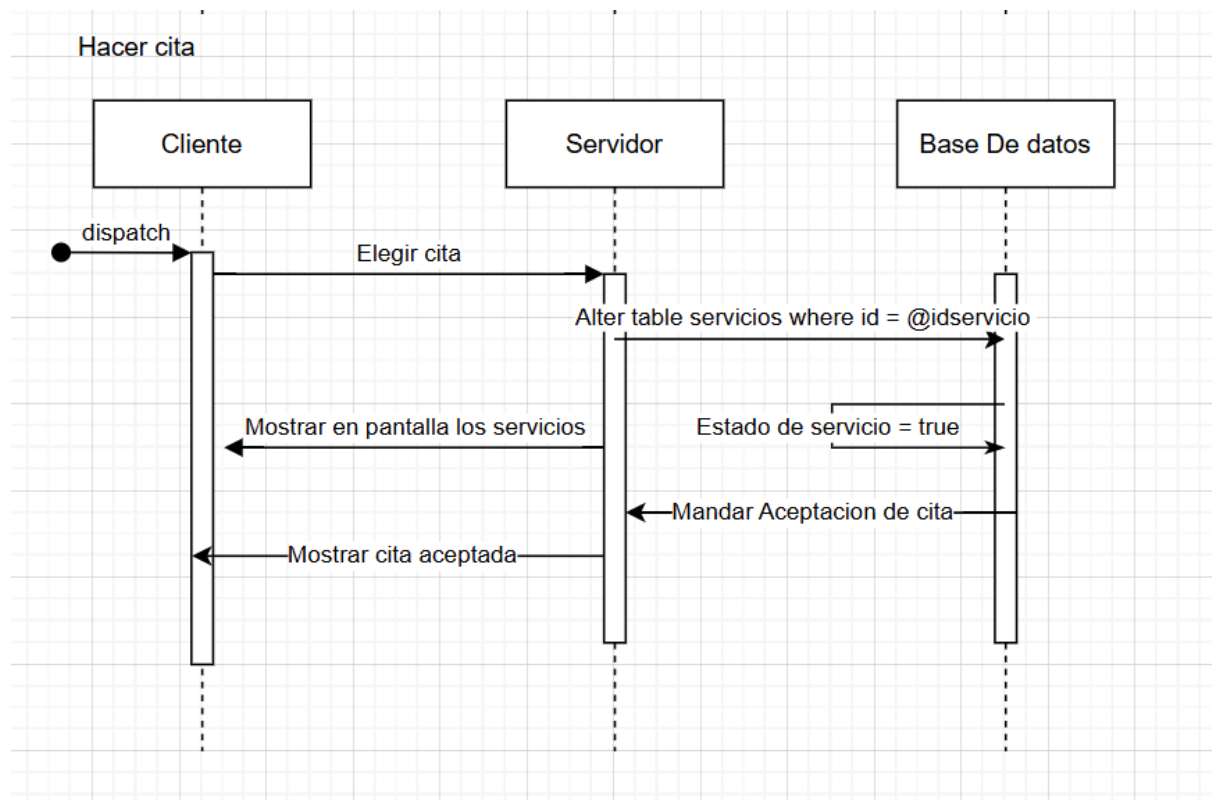 Hacer cita
Cliente
Servidor
Base De datos
dispatch
Elegir cita
Alter table servicios where id = @idservicio
Mostrar en pantalla los servicios
Estado de servicio = true
Mandar Aceptacion de cita
Mostrar cita aceptada